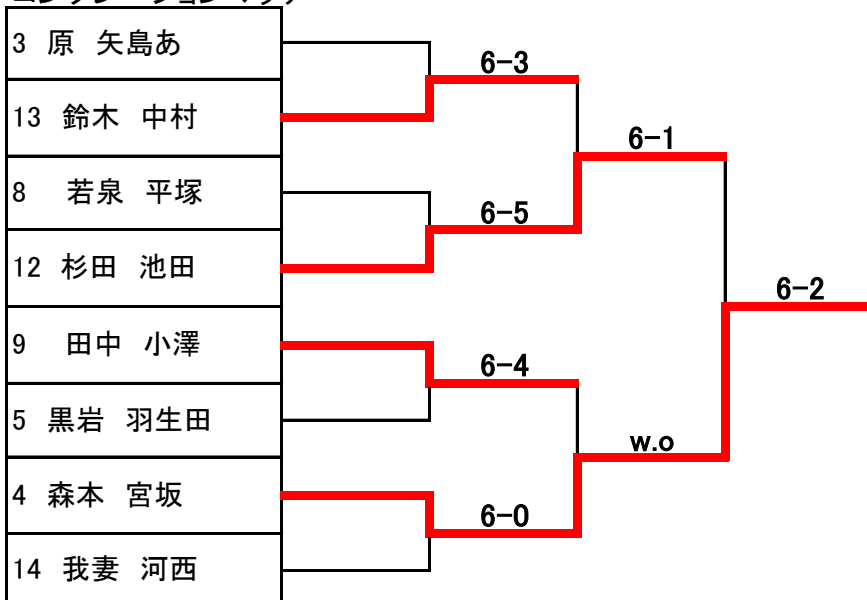 3 原 矢島あ
13 鈴木 中村
8 若泉 平塚
12 杉田 池田
9 田中 小澤
5 黒岩 羽生田
4 森本 宮坂
14 我妻 河西
6-3
6-5
6-4
6-0
6-1
w.o
6-2